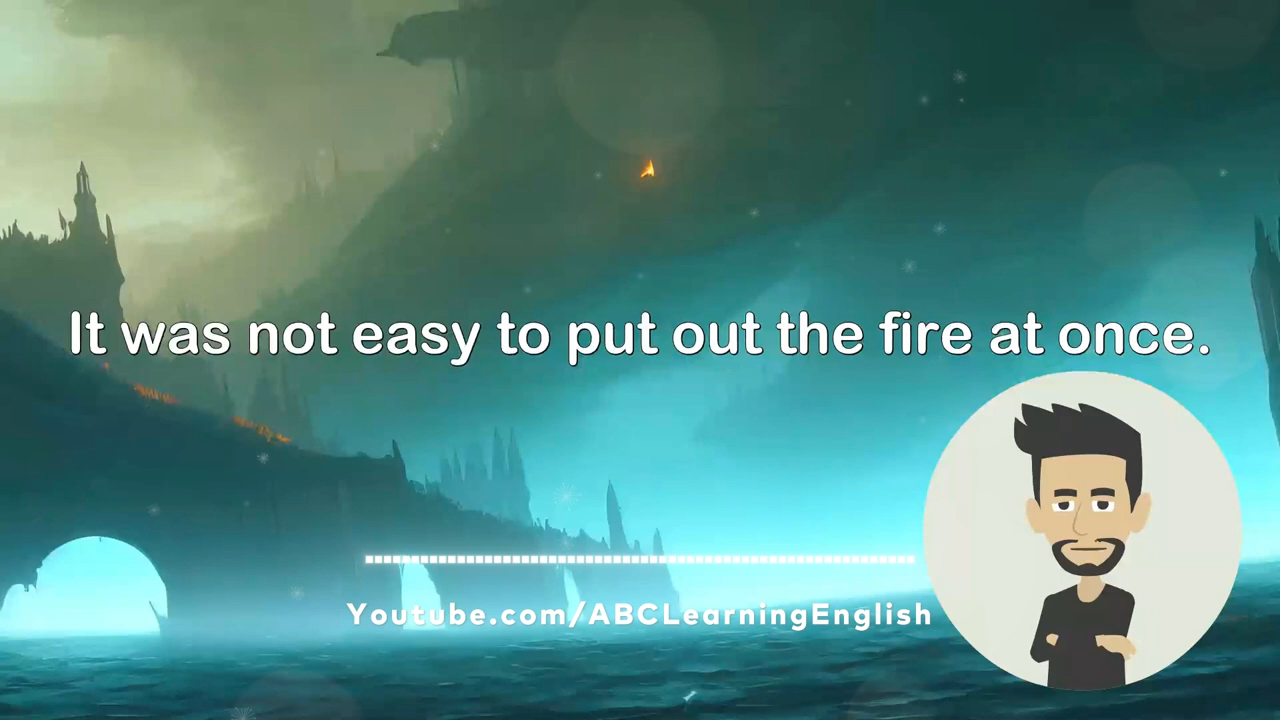 It was not easy to put out the fire at once.
Youtube.com/ABCLearningEnglish